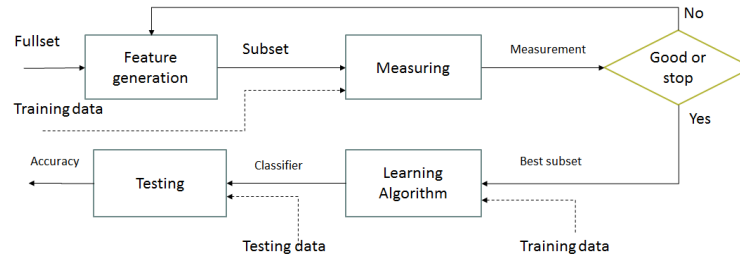 No
Fullset
Feature
generation
Subset
Measuring
Measurement
Good or
stop
Training data
Yes
Accuracy
Testing
Classifier
Learning
Algorithm
Best subset
Testing data
Training data